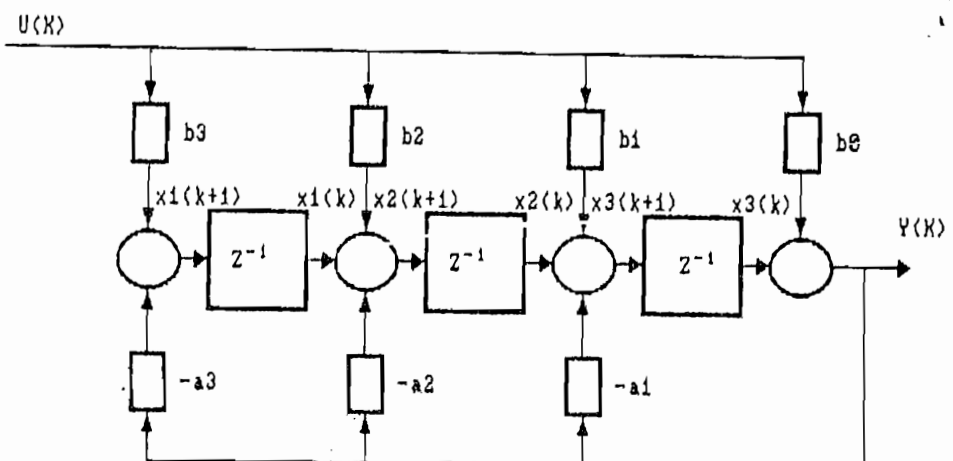 U(K)
b3
b2
b1
b0
x1(k+1)
x1(k)
x2(k+1)
x2(k)
x3(k+1)
x3(k)
Y(K)
Z⁻¹
Z⁻¹
Z⁻¹
-a3
-a2
-a1